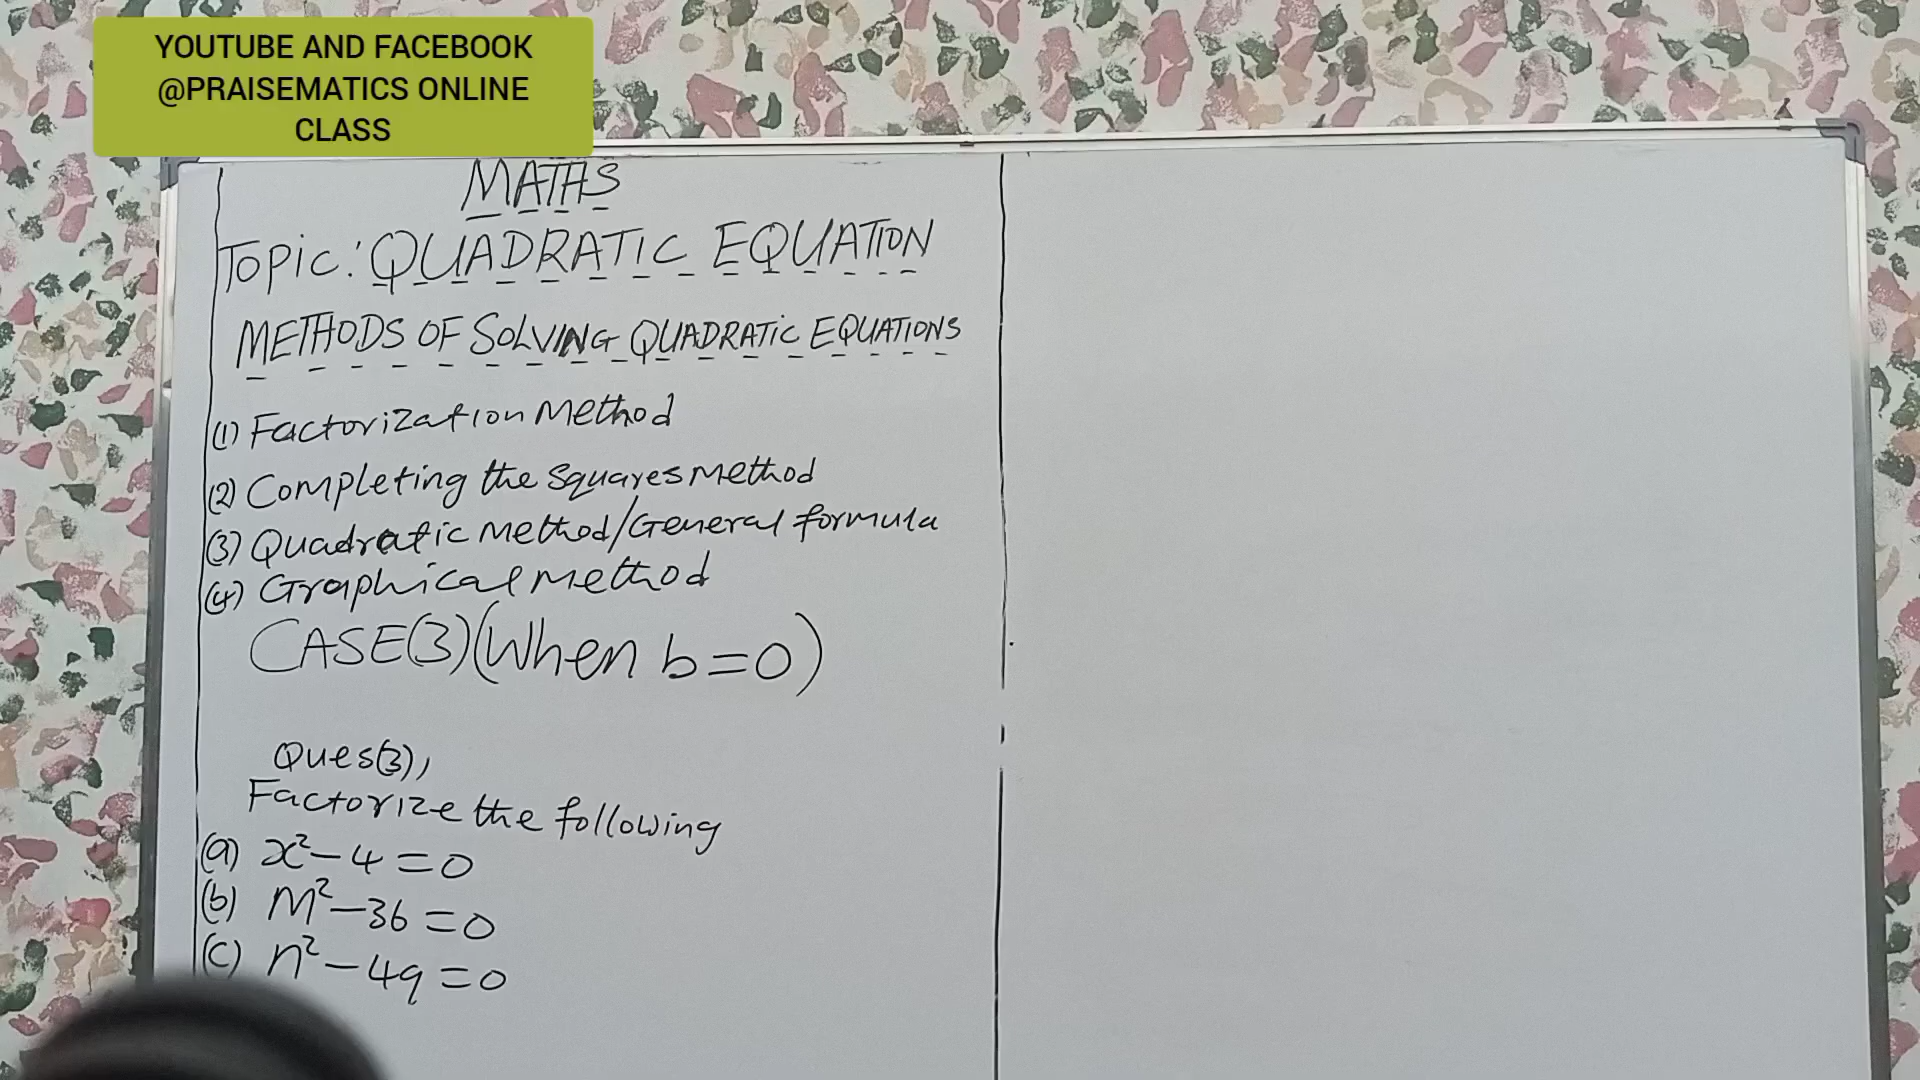 YOUTUBE AND FACEBOOK
@PRAISEMATICS ONLINE
CLASS
MATHS
Topic: QUADRATIC EQUATION
METHODS OF SOLVING QUADRATIC EQUATIONS
(1) Factorization Method
(2) Completing the Squares Method
(3) Quadratic Method/General formula
(4) Graphical Method
CASE(3)(When b=0)
Ques(3),
Factorize the following
(a) x²-4=0
(b) M²-36=0
(c) n²-49=0